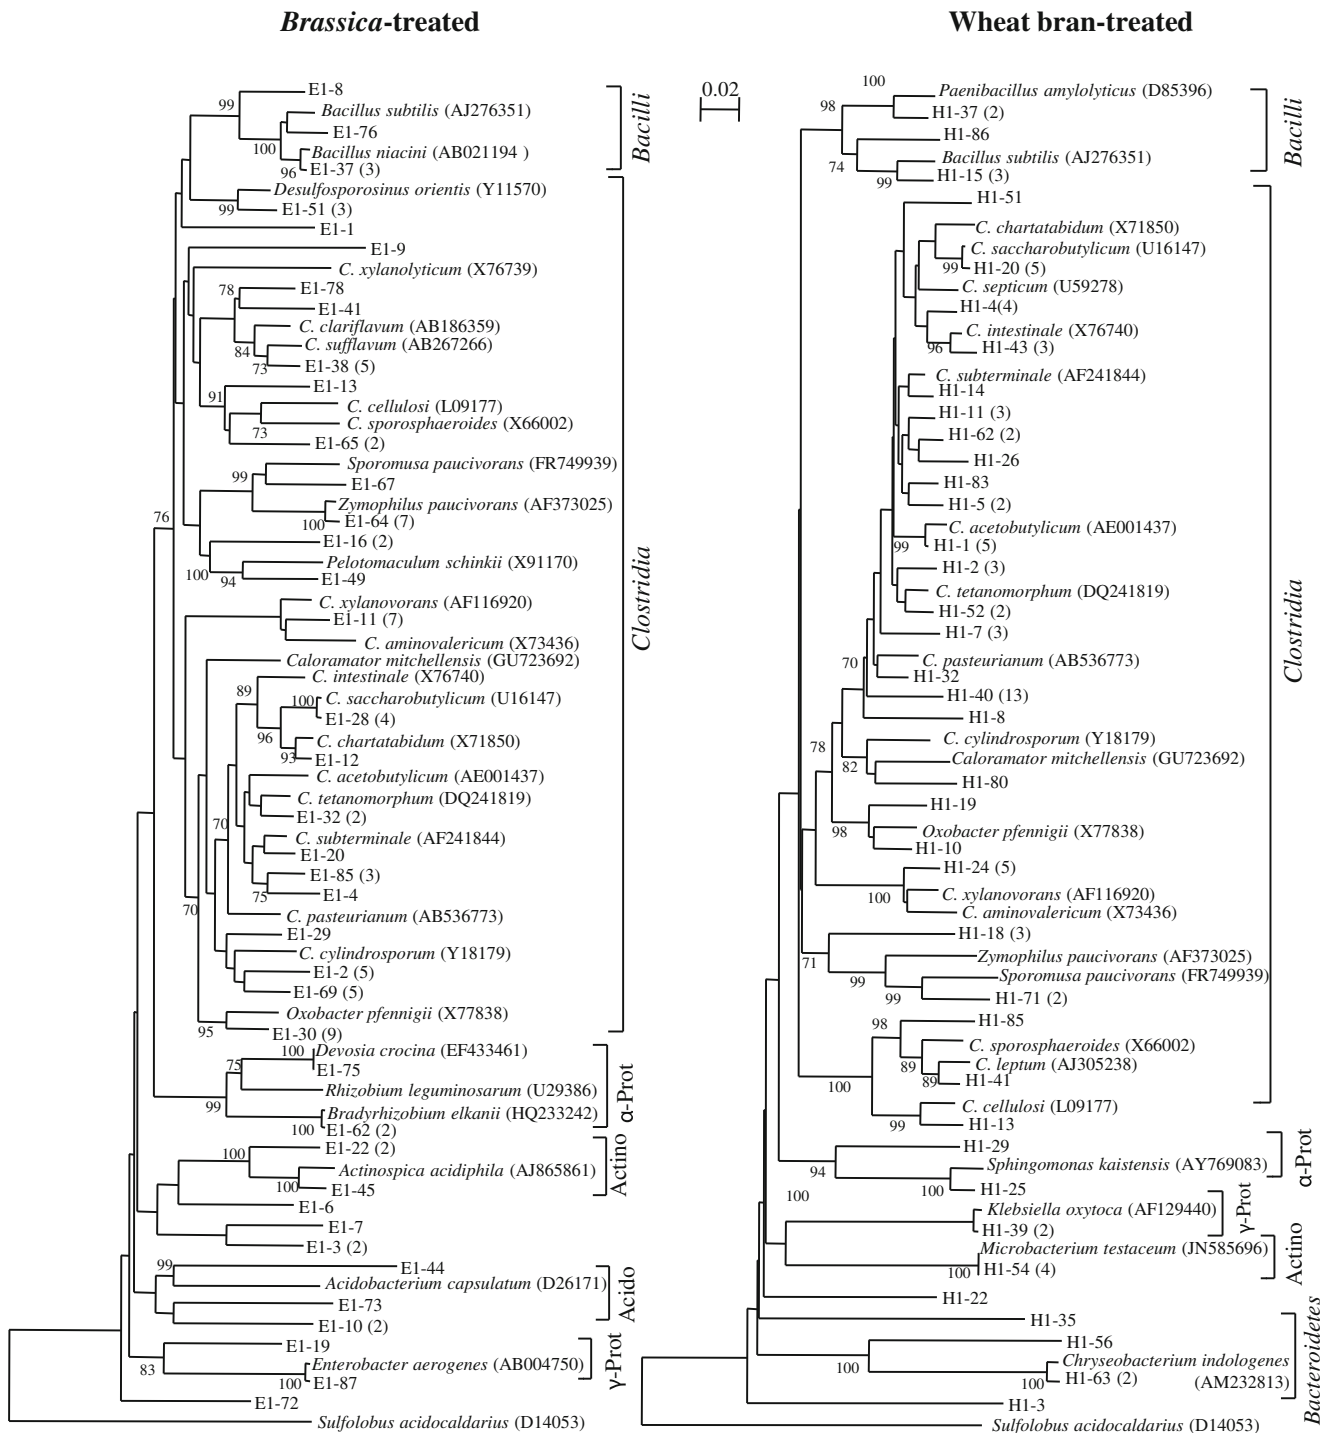 Brassica-treated
99
E1-8
Bacillus subtilis (AJ276351)
E1-76
100
Bacillus niacini (AB021194 )
96
E1-37 (3)
Bacilli
Desulfosporosinus orientis (Y11570)
99
E1-51 (3)
E1-1
E1-9
C. xylanolyticum (X76739)
78
E1-78
E1-41
C. clariflavum (AB186359)
84
C. sufflavum (AB267266)
73
E1-38 (5)
E1-13
91
C. cellulosi (L09177)
C. sporosphaeroides (X66002)
73
E1-65 (2)
Sporomusa paucivorans (FR749939)
99
E1-67
Zymophilus paucivorans (AF373025)
100
E1-64 (7)
76
E1-16 (2)
Pelotomaculum schinkii (X91170)
100
94
E1-49
C. xylanovorans (AF116920)
E1-11 (7)
C. aminovalericum (X73436)
Caloramator mitchellensis (GU723692)
C. intestinale (X76740)
89
100
C. saccharobutylicum (U16147)
E1-28 (4)
96
C. chartatabidum (X71850)
93
E1-12
C. acetobutylicum (AE001437)
C. tetanomorphum (DQ241819)
E1-32 (2)
70
C. subterminale (AF241844)
E1-20
E1-85 (3)
75
E1-4
70
C. pasteurianum (AB536773)
E1-29
C. cylindrosporum (Y18179)
E1-2 (5)
E1-69 (5)
Oxobacter pfennigii (X77838)
95
E1-30 (9)
Clostridia
100
Devosia crocina (EF433461)
75
E1-75
Rhizobium leguminosarum (U29386)
99
Bradyrhizobium elkanii (HQ233242)
100
E1-62 (2)
α-Prot
E1-22 (2)
100
Actinospica acidiphila (AJ865861)
100
E1-45
Actino
E1-6
E1-7
E1-3 (2)
99
E1-44
Acidobacterium capsulatum (D26171)
E1-73
E1-10 (2)
Acido
E1-19
83
Enterobacter aerogenes (AB004750)
100
E1-87
γ-Prot
E1-72
Sulfolobus acidocaldarius (D14053)
0.02
Wheat bran-treated
100
Paenibacillus amylolyticus (D85396)
98
H1-37 (2)
H1-86
74
Bacillus subtilis (AJ276351)
99
H1-15 (3)
Bacilli
H1-51
C. chartatabidum (X71850)
C. saccharobutylicum (U16147)
99
H1-20 (5)
C. septicum (U59278)
H1-4(4)
C. intestinale (X76740)
96
H1-43 (3)
C. subterminale (AF241844)
H1-14
H1-11 (3)
H1-62 (2)
H1-26
H1-83
H1-5 (2)
C. acetobutylicum (AE001437)
99
H1-1 (5)
H1-2 (3)
C. tetanomorphum (DQ241819)
H1-52 (2)
H1-7 (3)
70
C. pasteurianum (AB536773)
H1-32
H1-40 (13)
H1-8
78
C. cylindrosporum (Y18179)
82
Caloramator mitchellensis (GU723692)
H1-80
H1-19
98
Oxobacter pfennigii (X77838)
H1-10
H1-24 (5)
100
C. xylanovorans (AF116920)
C. aminovalericum (X73436)
H1-18 (3)
71
Zymophilus paucivorans (AF373025)
99
Sporomusa paucivorans (FR749939)
99
H1-71 (2)
98
H1-85
C. sporosphaeroides (X66002)
89
C. leptum (AJ305238)
89
H1-41
100
C. cellulosi (L09177)
99
H1-13
Clostridia
H1-29
94
Sphingomonas kaistensis (AY769083)
100
H1-25
α-Prot
100
Klebsiella oxytoca (AF129440)
H1-39 (2)
γ-Prot
Microbacterium testaceum (JN585696)
100
H1-54 (4)
Actino
H1-22
H1-35
H1-56
100
Chryseobacterium indologenes
100
H1-63 (2)
(AM232813)
Bacteroidetes
H1-3
Sulfolobus acidocaldarius (D14053)